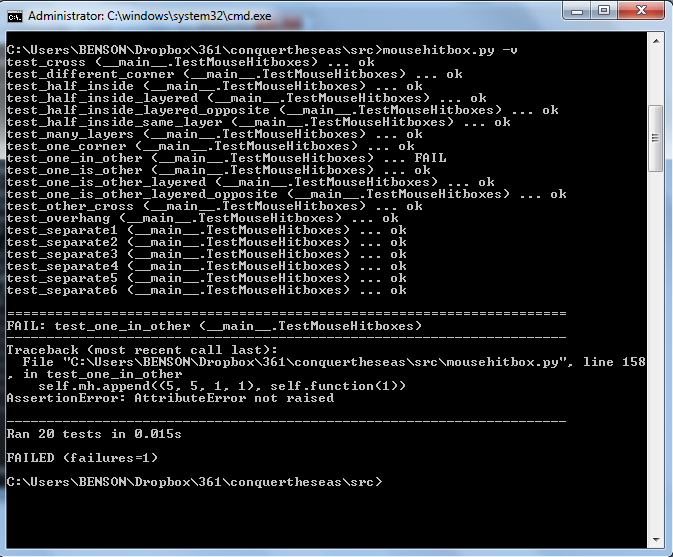 Administrator: C:\windows\system32\cmd.exe
C:\Users\BENSON\Dropbox\361\conquertheseas\src>mousehitbox.py -v
test_cross (__main__.TestMouseHitboxes) ... ok
test_different_corner (__main__.TestMouseHitboxes) ... ok
test_half_inside (__main__.TestMouseHitboxes) ... ok
test_half_inside_layered (__main__.TestMouseHitboxes) ... ok
test_half_inside_layered_opposite (__main__.TestMouseHitboxes) ... ok
test_half_inside_same_layer (__main__.TestMouseHitboxes) ... ok
test_many_layers (__main__.TestMouseHitboxes) ... ok
test_one_corner (__main__.TestMouseHitboxes) ... ok
test_one_in_other (__main__.TestMouseHitboxes) ... FAIL
test_one_is_other (__main__.TestMouseHitboxes) ... ok
test_one_is_other_layered (__main__.TestMouseHitboxes) ... ok
test_one_is_other_layered_opposite (__main__.TestMouseHitboxes) ... ok
test_other_cross (__main__.TestMouseHitboxes) ... ok
test_overhang (__main__.TestMouseHitboxes) ... ok
test_separate1 (__main__.TestMouseHitboxes) ... ok
test_separate2 (__main__.TestMouseHitboxes) ... ok
test_separate3 (__main__.TestMouseHitboxes) ... ok
test_separate4 (__main__.TestMouseHitboxes) ... ok
test_separate5 (__main__.TestMouseHitboxes) ... ok
test_separate6 (__main__.TestMouseHitboxes) ... ok
======================================================================
FAIL: test_one_in_other (__main__.TestMouseHitboxes)
----------------------------------------------------------------------
Traceback (most recent call last):
File "C:\Users\BENSON\Dropbox\361\conquertheseas\src\mousehitbox.py", line 158
, in test_one_in_other
self.mh.append((5, 5, 1, 1), self.function(1))
AssertionError: AttributeError not raised
----------------------------------------------------------------------
Ran 20 tests in 0.015s
FAILED (failures=1)
C:\Users\BENSON\Dropbox\361\conquertheseas\src>